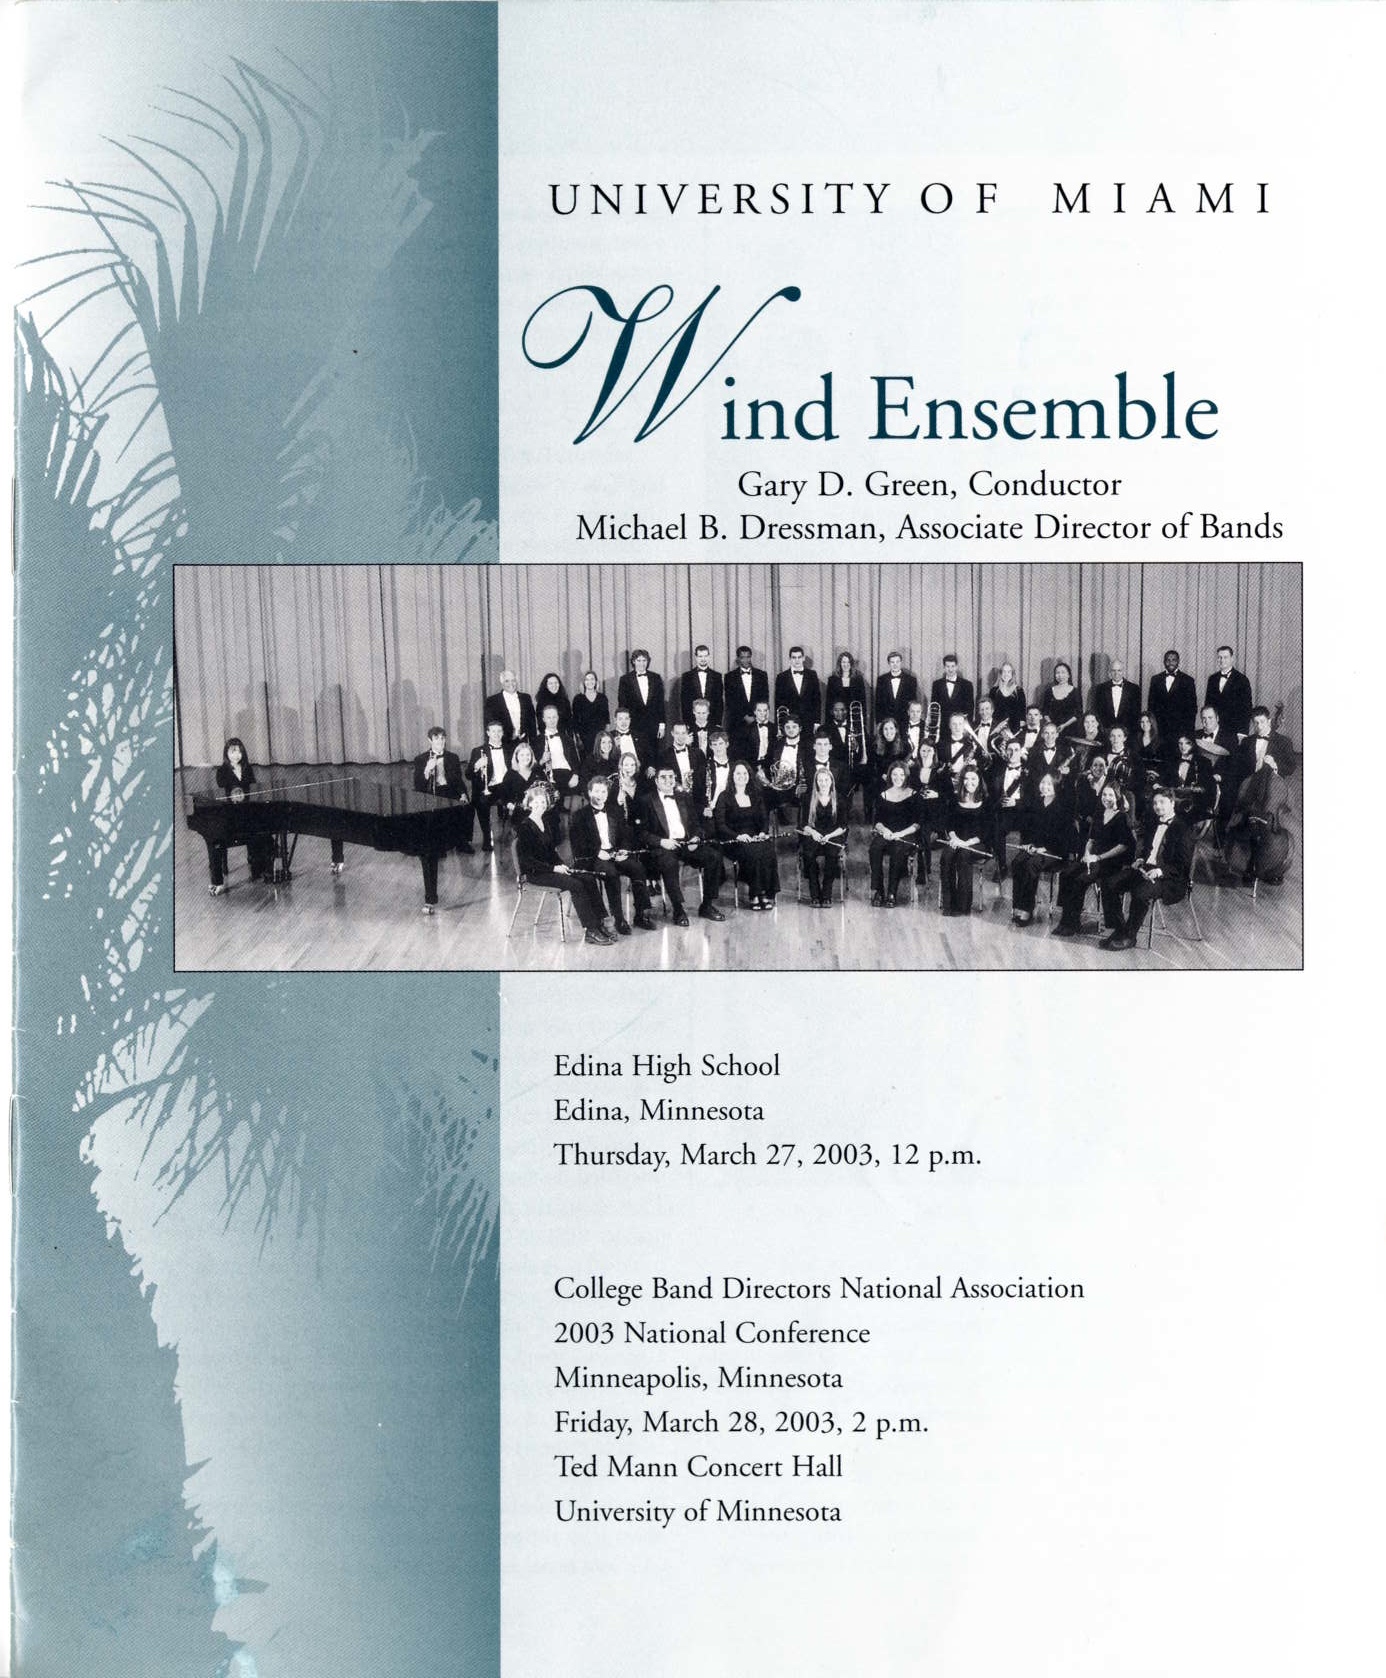 UNIVERSITY OF MIAMI
Wind Ensemble
Gary D. Green, Conductor
Michael B. Dressman, Associate Director of Bands
Edina High School
Edina, Minnesota
Thursday, March 27, 2003, 12 p.m.
College Band Directors National Association
2003 National Conference
Minneapolis, Minnesota
Friday, March 28, 2003, 2 p.m.
Ted Mann Concert Hall
University of Minnesota